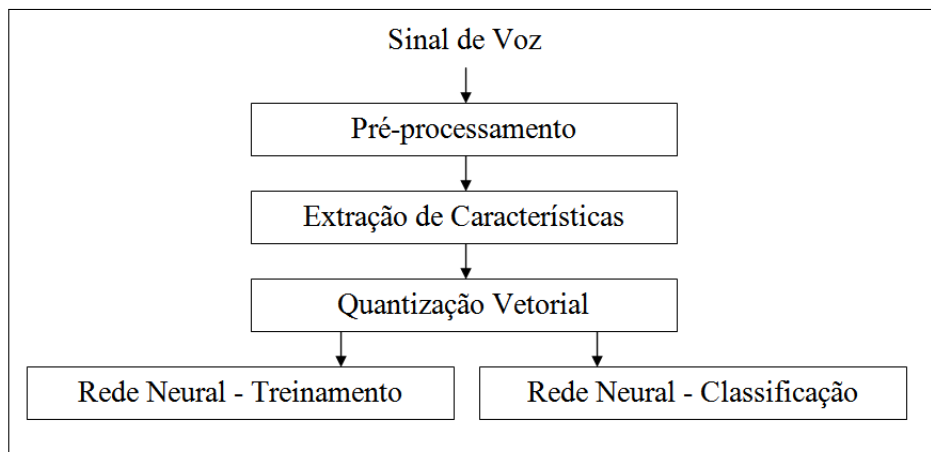 Sinal de Voz
Pré-processamento
Extração de Características
Quantização Vetorial
Rede Neural - Treinamento
Rede Neural - Classificação